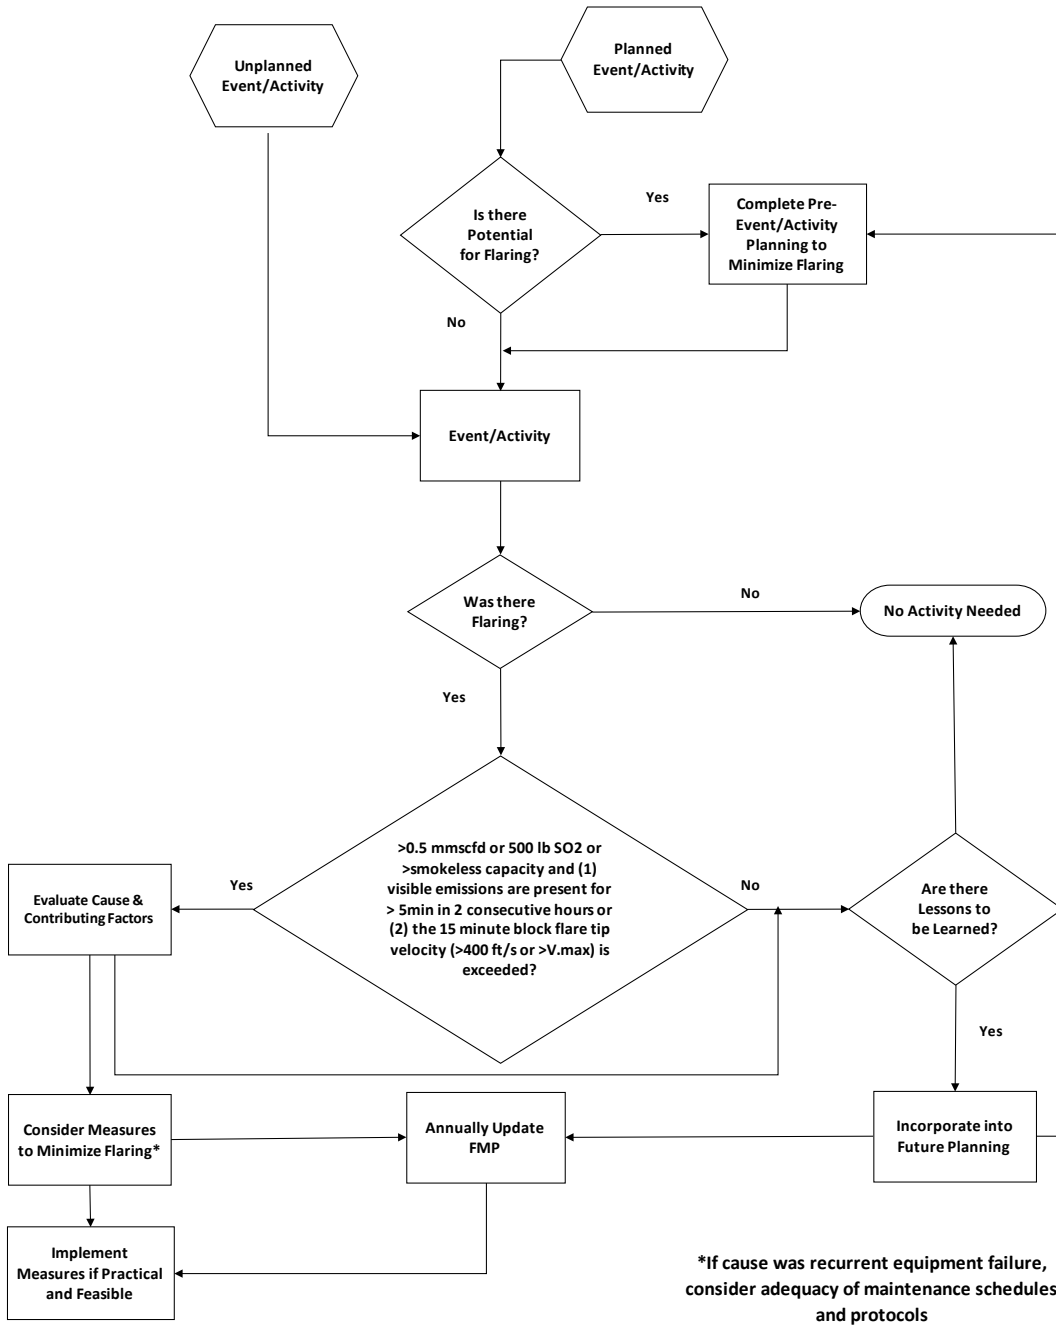 Unplanned
Event/Activity
Planned
Event/Activity
Is there
Potential
for Flaring?
Yes
Complete Pre-
Event/Activity
Planning to
Minimize Flaring
No
Event/Activity
Was there
Flaring?
No
No Activity Needed
Yes
>0.5 mmscfd or 500 lb SO2 or
>smokeless capacity and (1)
visible emissions are present for
> 5min in 2 consecutive hours or
(2) the 15 minute block flare tip
velocity (>400 ft/s or >V.max) is
exceeded?
Yes
No
Evaluate Cause &
Contributing Factors
Are there
Lessons to
be Learned?
Yes
Consider Measures
to Minimize Flaring*
Annually Update
FMP
Incorporate into
Future Planning
Implement
Measures if Practical
and Feasible
*If cause was recurrent equipment failure,
consider adequacy of maintenance schedules
and protocols